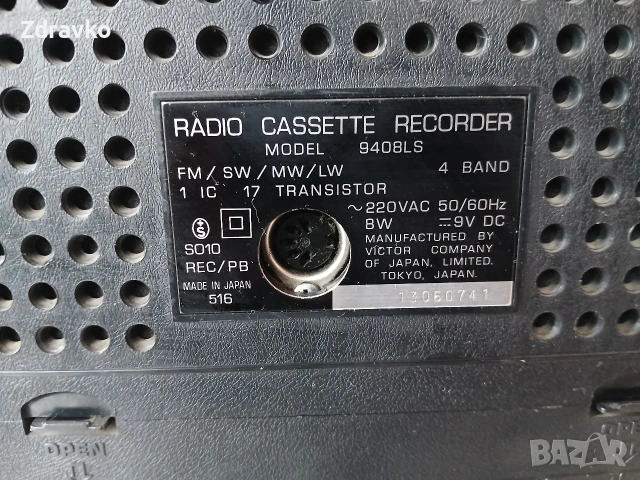 Zdravko
RADIO CASSETTE RECORDER
MODEL 9408LS
FM/SW/MW/LW 4 BAND
1 IC 17 TRANSISTOR
~220VAC 50/60Hz
8W ⎓9V DC
S
S010
REC/PB
MADE IN JAPAN
516
MANUFACTURED BY
VICTOR COMPANY
OF JAPAN, LIMITED.
TOKYO, JAPAN.
13060741
OPEN
OPEN
BAZAR